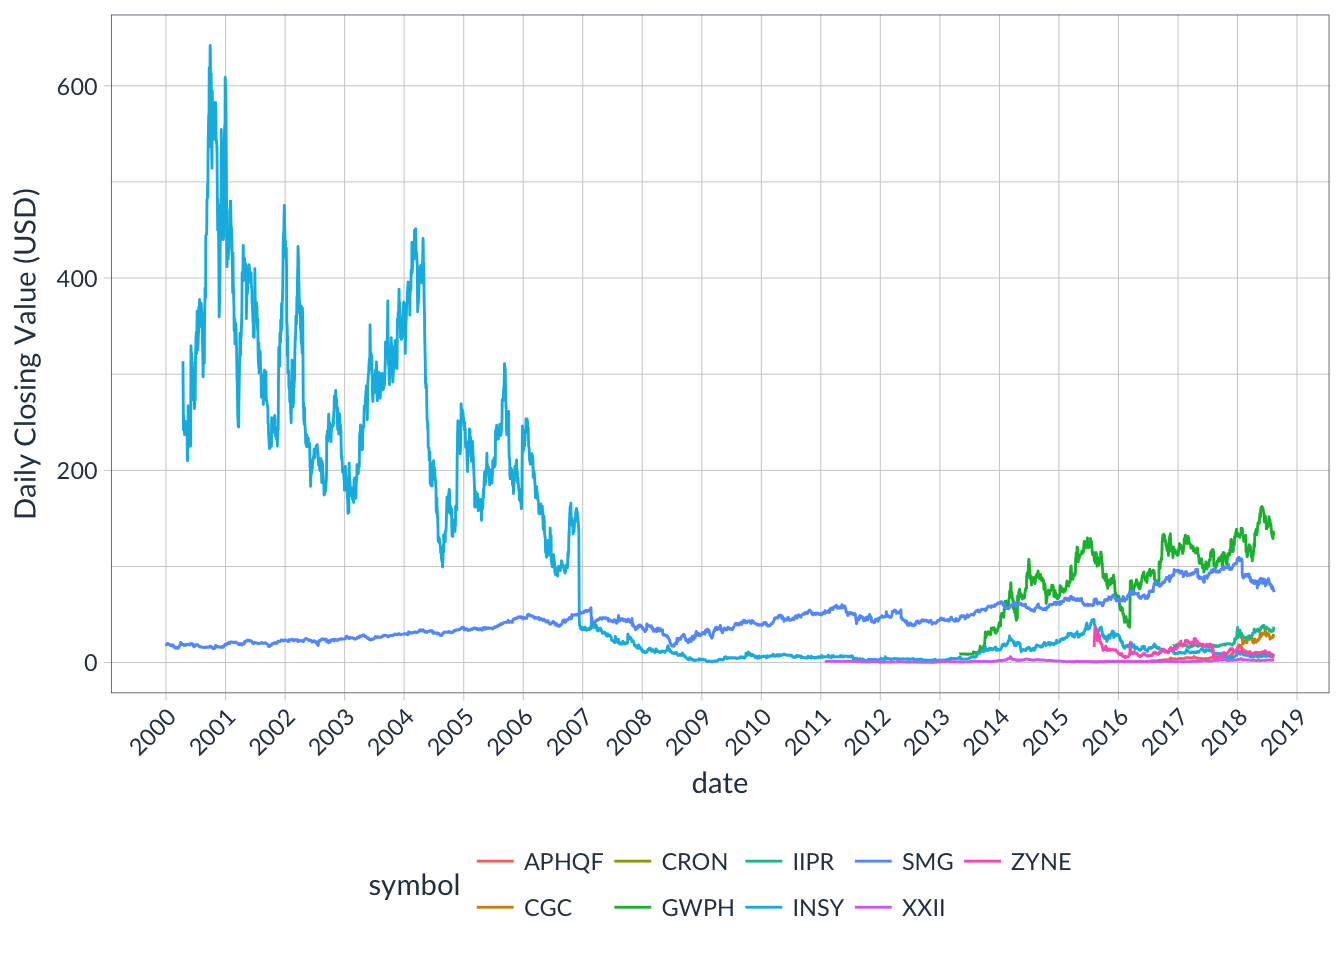 Daily Closing Value (USD)
600
400
200
0
2000 2001 2002 2003 2004 2005 2006 2007 2008 2009 2010 2011 2012 2013 2014 2015 2016 2017 2018 2019
date
symbol
APHQF CRON IIPR SMG ZYNE
CGC GWPH INSY XXII